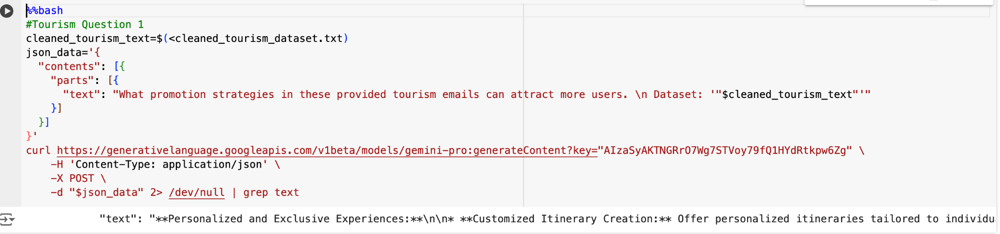 %%bash
#Tourism Question 1
cleaned_tourism_text=$(<cleaned_tourism_dataset.txt)
json_data='{
  "contents": [{
    "parts": [{
      "text": "What promotion strategies in these provided tourism emails can attract more users. \n Dataset: '"$cleaned_tourism_text"'"
    }]
  }]
}'
curl https://generativelanguage.googleapis.com/v1beta/models/gemini-pro:generateContent?key="AIzaSyAKTNGRrO7Wg7STVoy79fQ1HYdRtkpw6Zg" \
    -H 'Content-Type: application/json' \
    -X POST \
    -d "$json_data" 2> /dev/null | grep text
"text": "**Personalized and Exclusive Experiences:**\n\n* **Customized Itinerary Creation:** Offer personalized itineraries tailored to individu